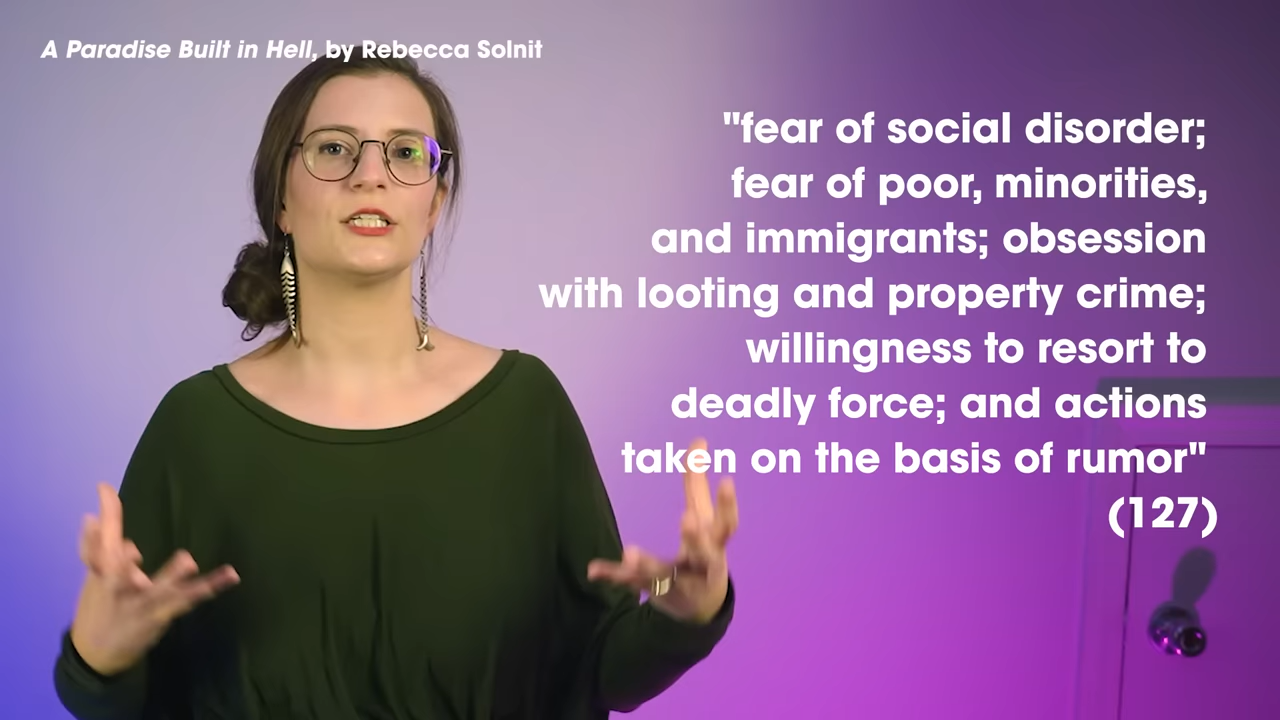 A Paradise Built in Hell, by Rebecca Solnit
"fear of social disorder;
fear of poor, minorities,
and immigrants; obsession
with looting and property crime;
willingness to resort to
deadly force; and actions
taken on the basis of rumor"
(127)